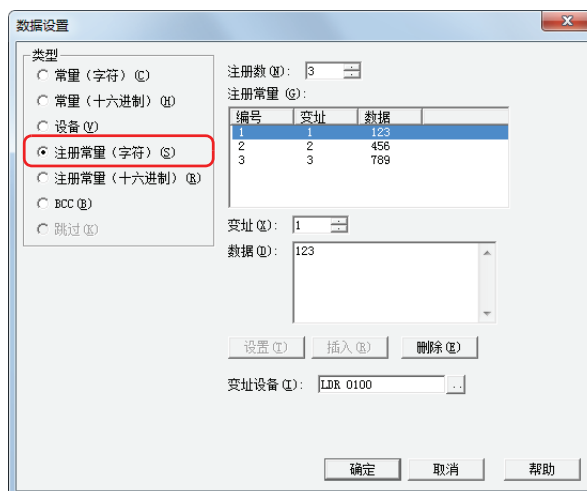 数据设置
类型
常量（字符）(C)
常量（十六进制）(H)
设备(V)
注册常量（字符）(S)
注册常量（十六进制）(R)
BCC(B)
跳过(K)
注册数(N): 3
注册常量(G):
编号 变址 数据
1 1 123
2 2 456
3 3 789
变址(X): 1
数据(D): 123
设置(T) 插入(R) 删除(E)
变址设备(I): LDR 0100 ..
确定 取消 帮助